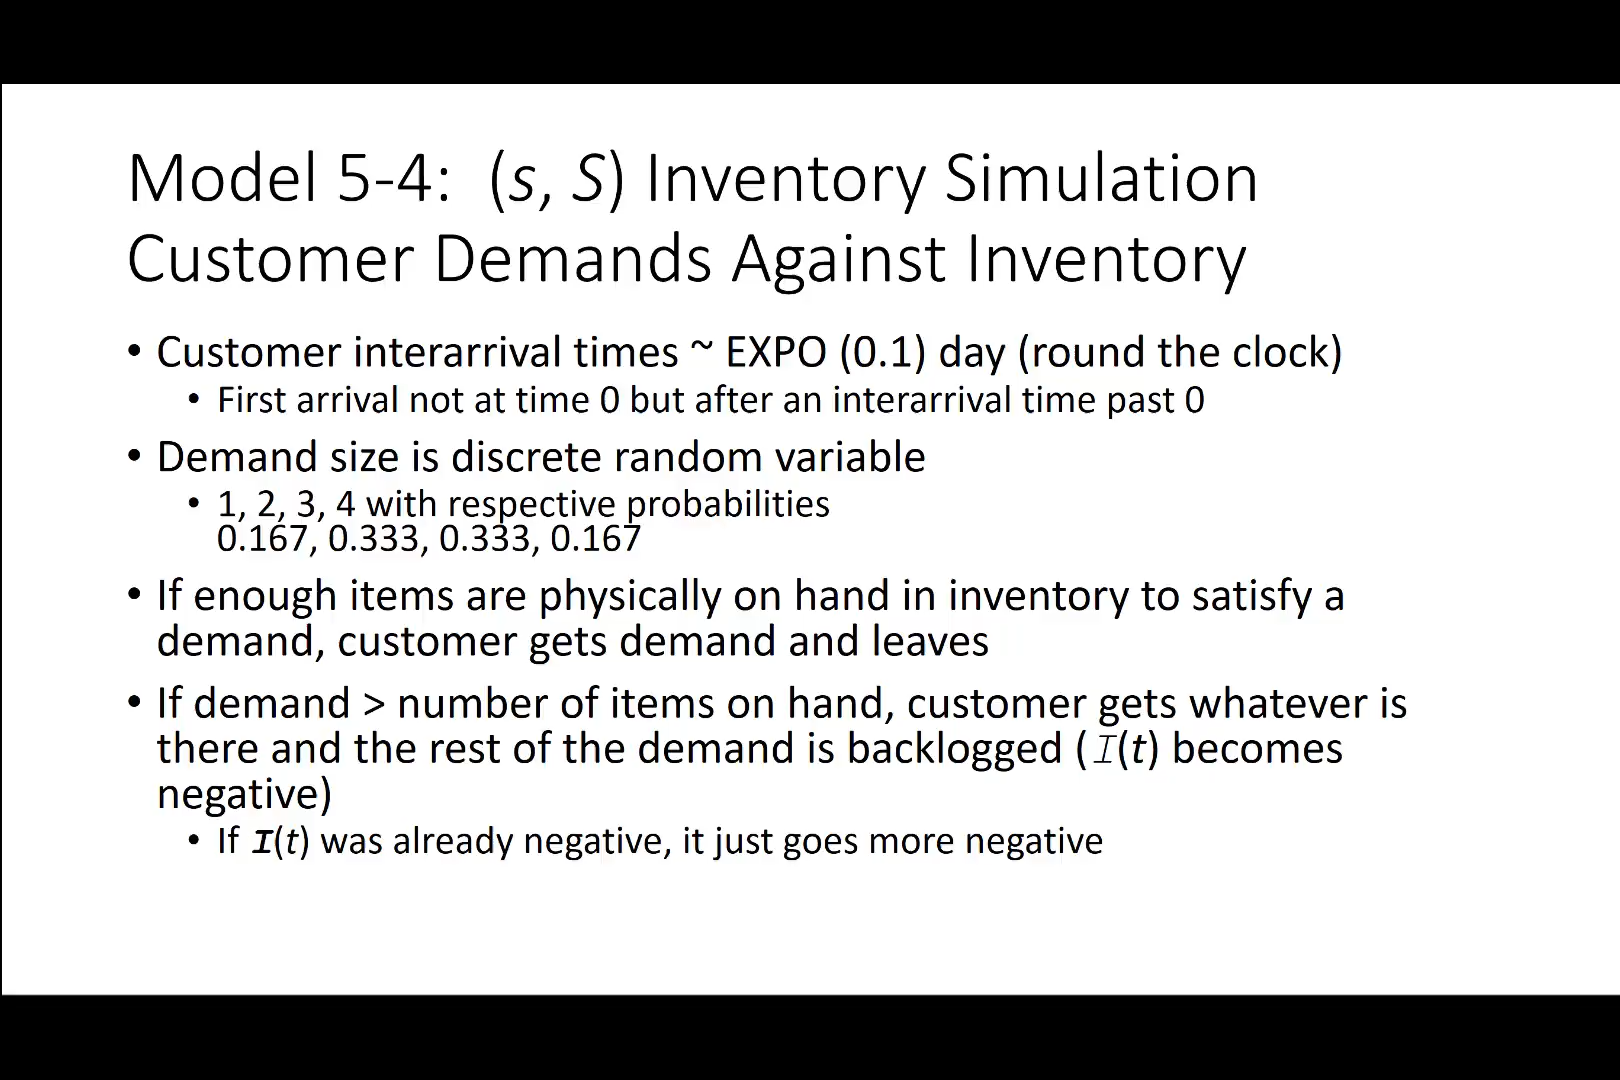 Model 5-4:  (s, S) Inventory Simulation
Customer Demands Against Inventory
• Customer interarrival times ~ EXPO (0.1) day (round the clock)
• First arrival not at time 0 but after an interarrival time past 0
• Demand size is discrete random variable
• 1, 2, 3, 4 with respective probabilities
0.167, 0.333, 0.333, 0.167
• If enough items are physically on hand in inventory to satisfy a
demand, customer gets demand and leaves
• If demand > number of items on hand, customer gets whatever is
there and the rest of the demand is backlogged (I(t) becomes
negative)
• If I(t) was already negative, it just goes more negative